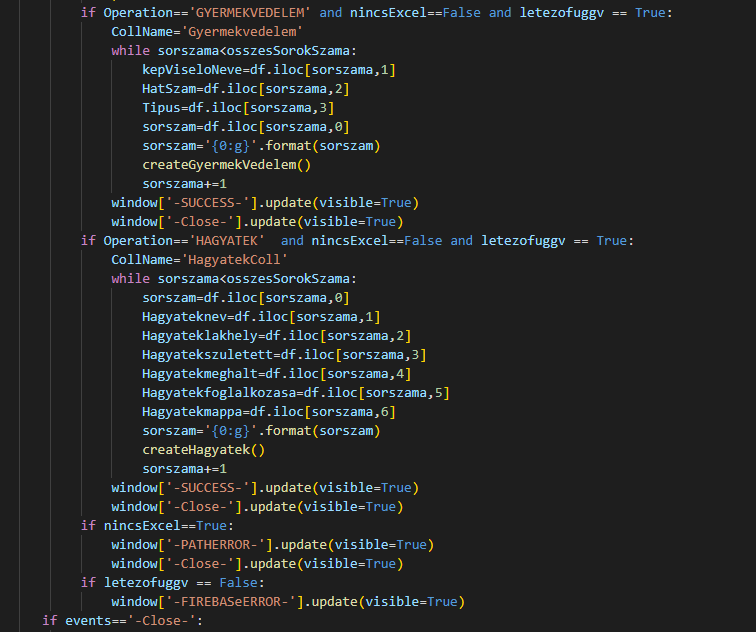 if Operation=='GYERMEKVEDELEM' and nincsExcel==False and letezofuggv == True:
CollName='Gyermekvedelem'
while sorszama<osszesSorokSzama:
kepViseloNeve=df.iloc[sorszama,1]
HatSzam=df.iloc[sorszama,2]
Tipus=df.iloc[sorszama,3]
sorszam=df.iloc[sorszama,0]
sorszam='{0:g}'.format(sorszam)
createGyermekVedelem()
sorszama+=1
window['-SUCCESS-'].update(visible=True)
window['-Close-'].update(visible=True)
if Operation=='HAGYATEK'  and nincsExcel==False and letezofuggv == True:
CollName='HagyatekColl'
while sorszama<osszesSorokSzama:
sorszam=df.iloc[sorszama,0]
Hagyateknev=df.iloc[sorszama,1]
Hagyateklakhely=df.iloc[sorszama,2]
Hagyatekszuletett=df.iloc[sorszama,3]
Hagyatekmeghalt=df.iloc[sorszama,4]
Hagyatekfoglalkozasa=df.iloc[sorszama,5]
Hagyatekmappa=df.iloc[sorszama,6]
sorszam='{0:g}'.format(sorszam)
createHagyatek()
sorszama+=1
window['-SUCCESS-'].update(visible=True)
window['-Close-'].update(visible=True)
if nincsExcel==True:
window['-PATHERROR-'].update(visible=True)
window['-Close-'].update(visible=True)
if letezofuggv == False:
window['-FIREBASeERROR-'].update(visible=True)
if events=='-Close-':